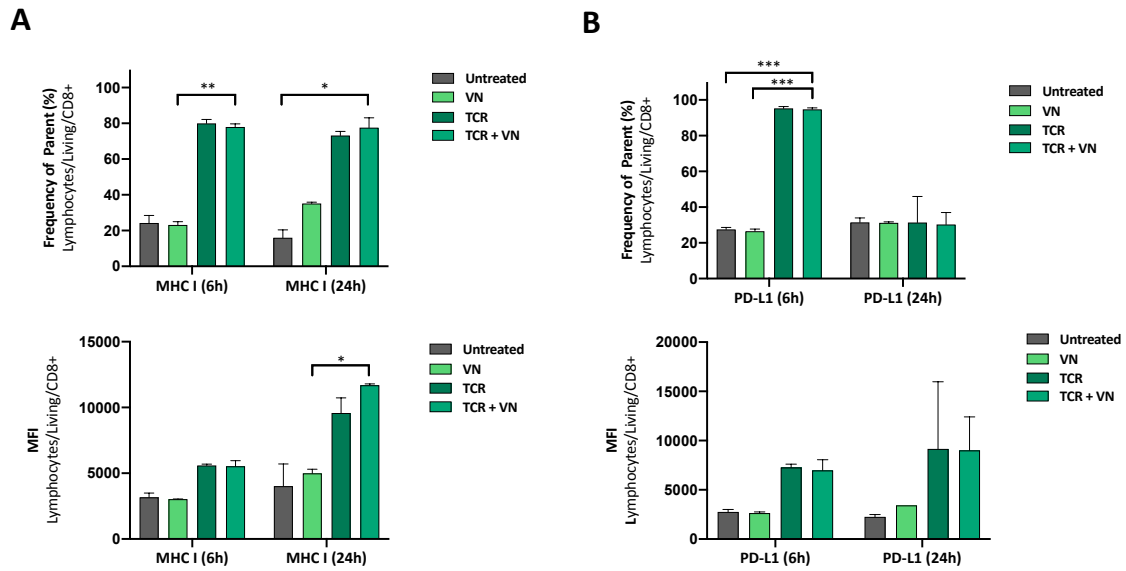 A
Frequency of Parent (%)
Lymphocytes/Living/CD8+
100
80
60
40
20
0
**
*
MHC I (6h)
MHC I (24h)
Untreated
VN
TCR
TCR + VN
MFI
Lymphocytes/Living/CD8+
15000
10000
5000
0
*
MHC I (6h)
MHC I (24h)
Untreated
VN
TCR
TCR + VN
B
Frequency of Parent (%)
Lymphocytes/Living/CD8+
100
80
60
40
20
0
***
***
PD-L1 (6h)
PD-L1 (24h)
Untreated
VN
TCR
TCR + VN
MFI
Lymphocytes/Living/CD8+
20000
15000
10000
5000
0
PD-L1 (6h)
PD-L1 (24h)
Untreated
VN
TCR
TCR + VN